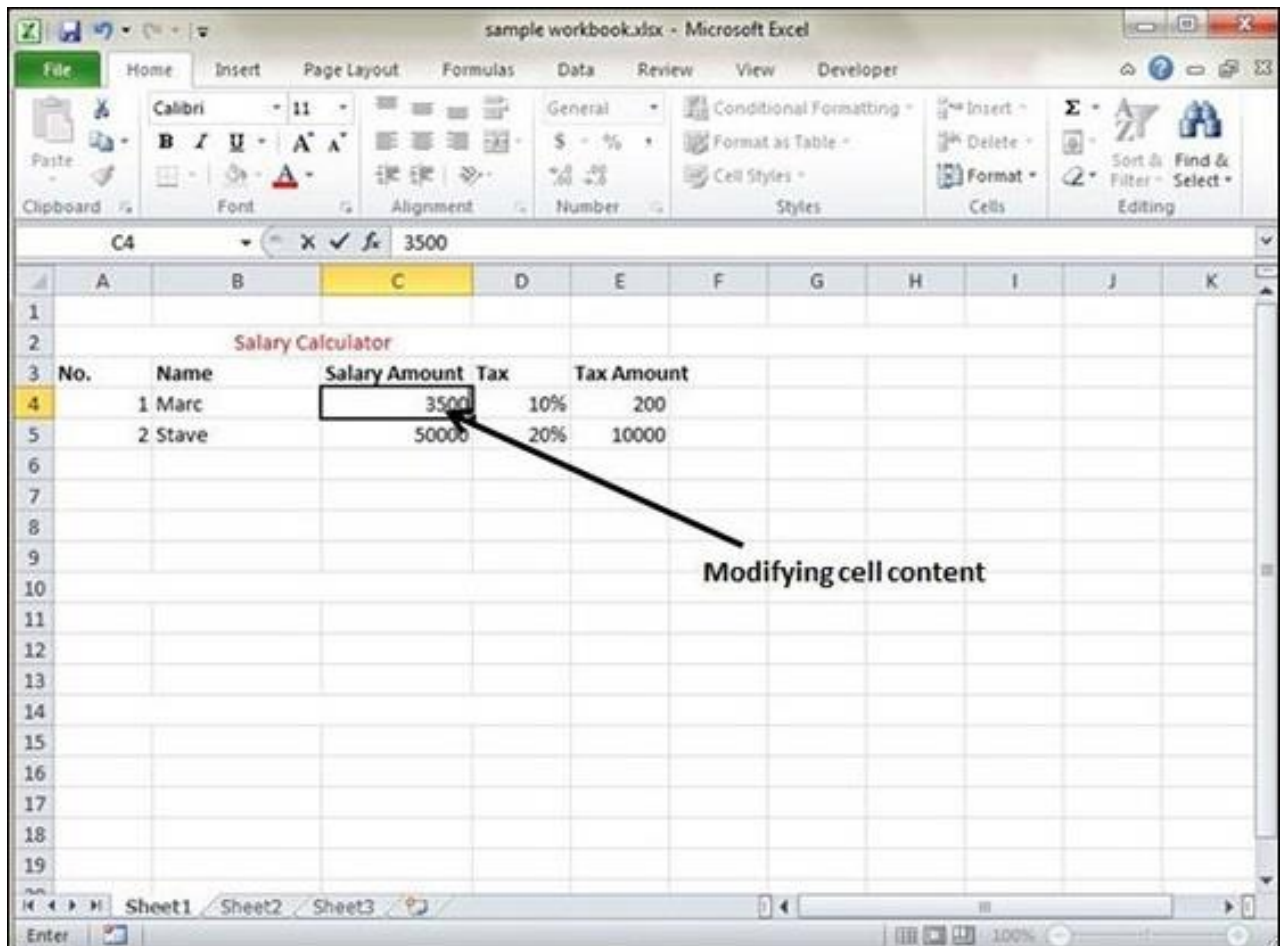 sample workbook.xlsx - Microsoft Excel
File Home Insert Page Layout Formulas Data Review View Developer
Calibri 11 General Conditional Formatting Insert Σ
Paste B I U A A $ % , Format as Table Delete Sort & Find &
A Cell Styles Format Filter Select
Clipboard Font Alignment Number Styles Cells Editing
C4 fx 3500
A B C D E F G H I J K
1
2 Salary Calculator
3 No. Name Salary Amount Tax Tax Amount
4 1 Marc 3500 10% 200
5 2 Stave 50000 20% 10000
6
7
8
9
Modifying cell content
10
11
12
13
14
15
16
17
18
19
Sheet1 Sheet2 Sheet3
Enter 100%